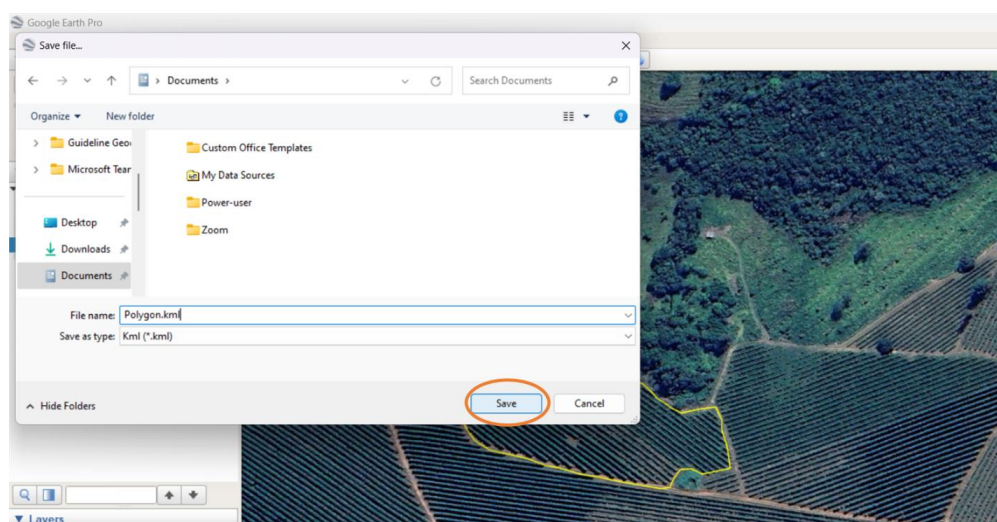 Google Earth Pro
Save file...
Documents
Search Documents
Organize
New folder
Guideline Geo
Custom Office Templates
Microsoft Tear
My Data Sources
Power-user
Desktop
Zoom
Downloads
Documents
File name: Polygon.kml
Save as type: Kml (*.kml)
Hide Folders
Save
Cancel
Layers